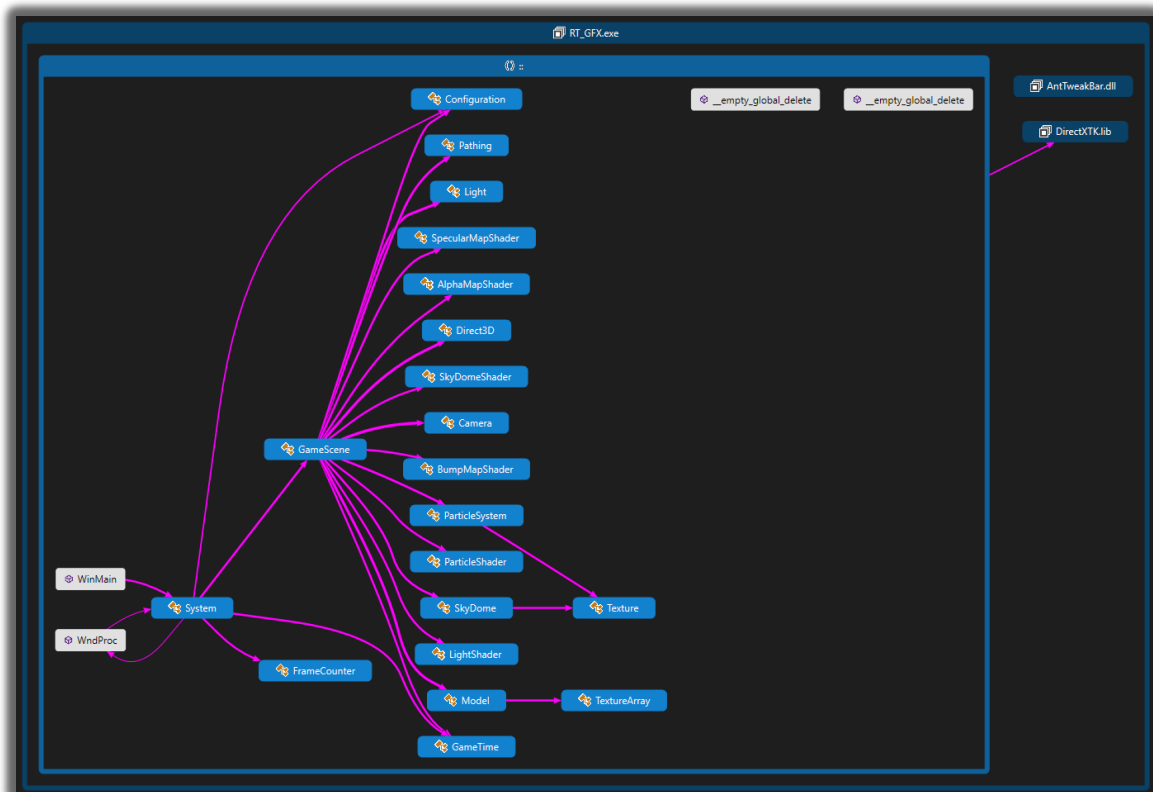 RT_GFX.exe
::
Configuration
__empty_global_delete
__empty_global_delete
AntTweakBar.dll
DirectXTK.lib
Pathing
Light
SpecularMapShader
AlphaMapShader
Direct3D
SkyDomeShader
Camera
GameScene
BumpMapShader
ParticleSystem
ParticleShader
WinMain
System
SkyDome
Texture
WndProc
LightShader
FrameCounter
Model
TextureArray
GameTime